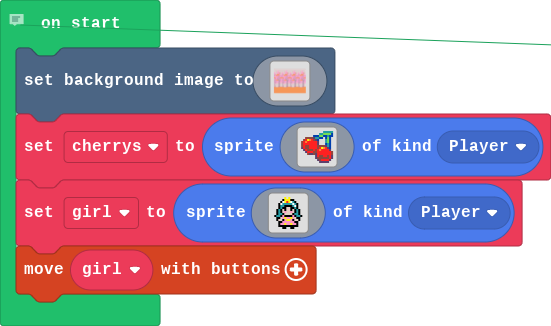 on start
set background image to
set cherrys to sprite of kind Player
set girl to sprite of kind Player
move girl with buttons